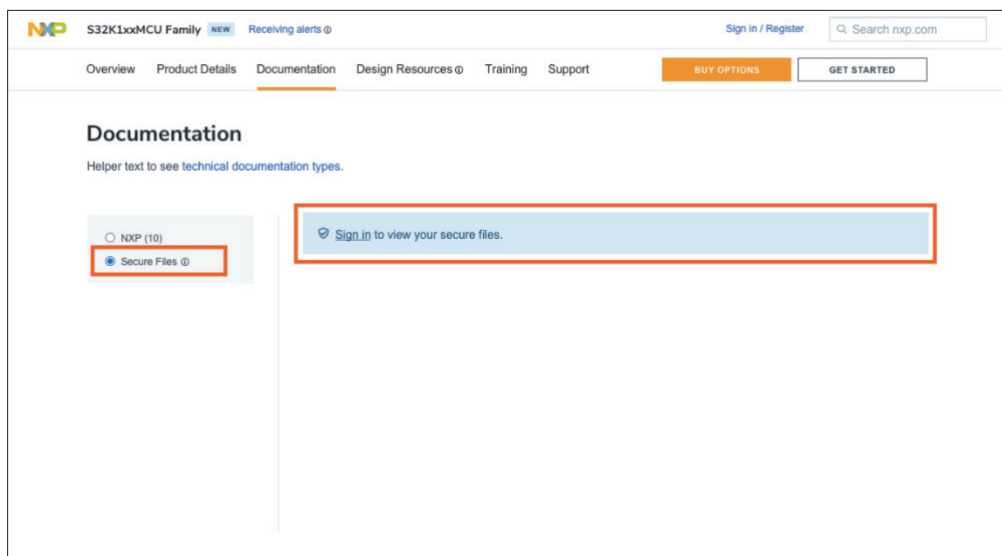 NXP S32K1xxMCU Family NEW Receiving alerts Sign in / Register Search nxp.com
Overview Product Details Documentation Design Resources Training Support BUY OPTIONS GET STARTED
Documentation
Helper text to see technical documentation types.
NXP (10)
Secure Files
Sign in to view your secure files.